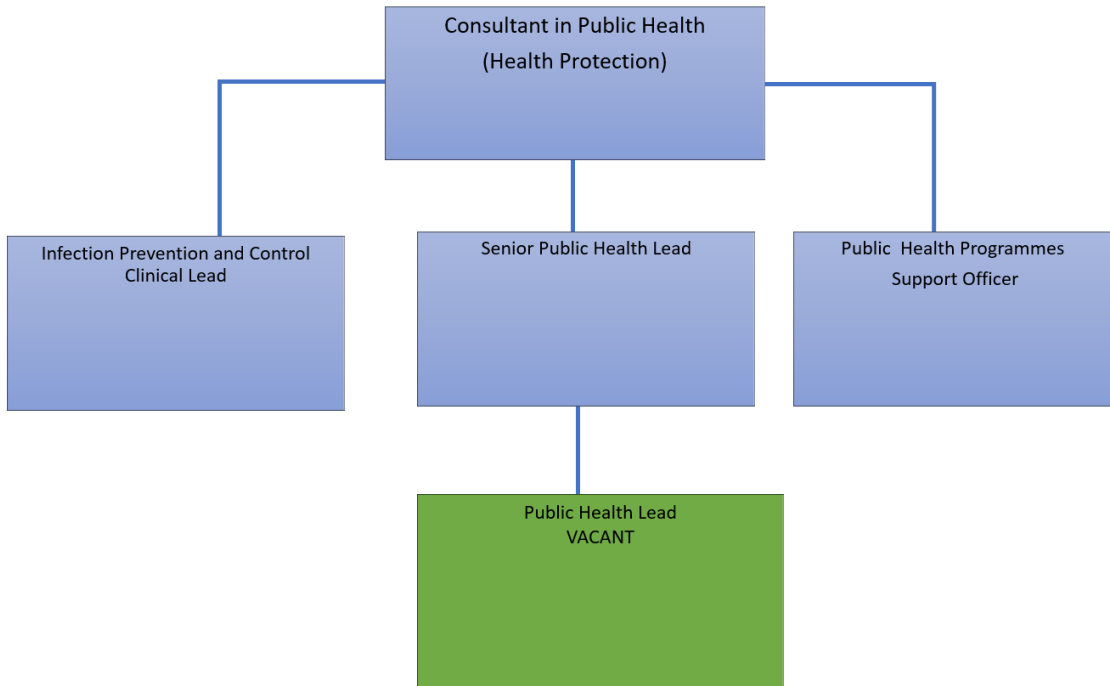 Consultant in Public Health
(Health Protection)
Infection Prevention and Control
Clinical Lead
Senior Public Health Lead
Public  Health Programmes
Support Officer
Public Health Lead
VACANT